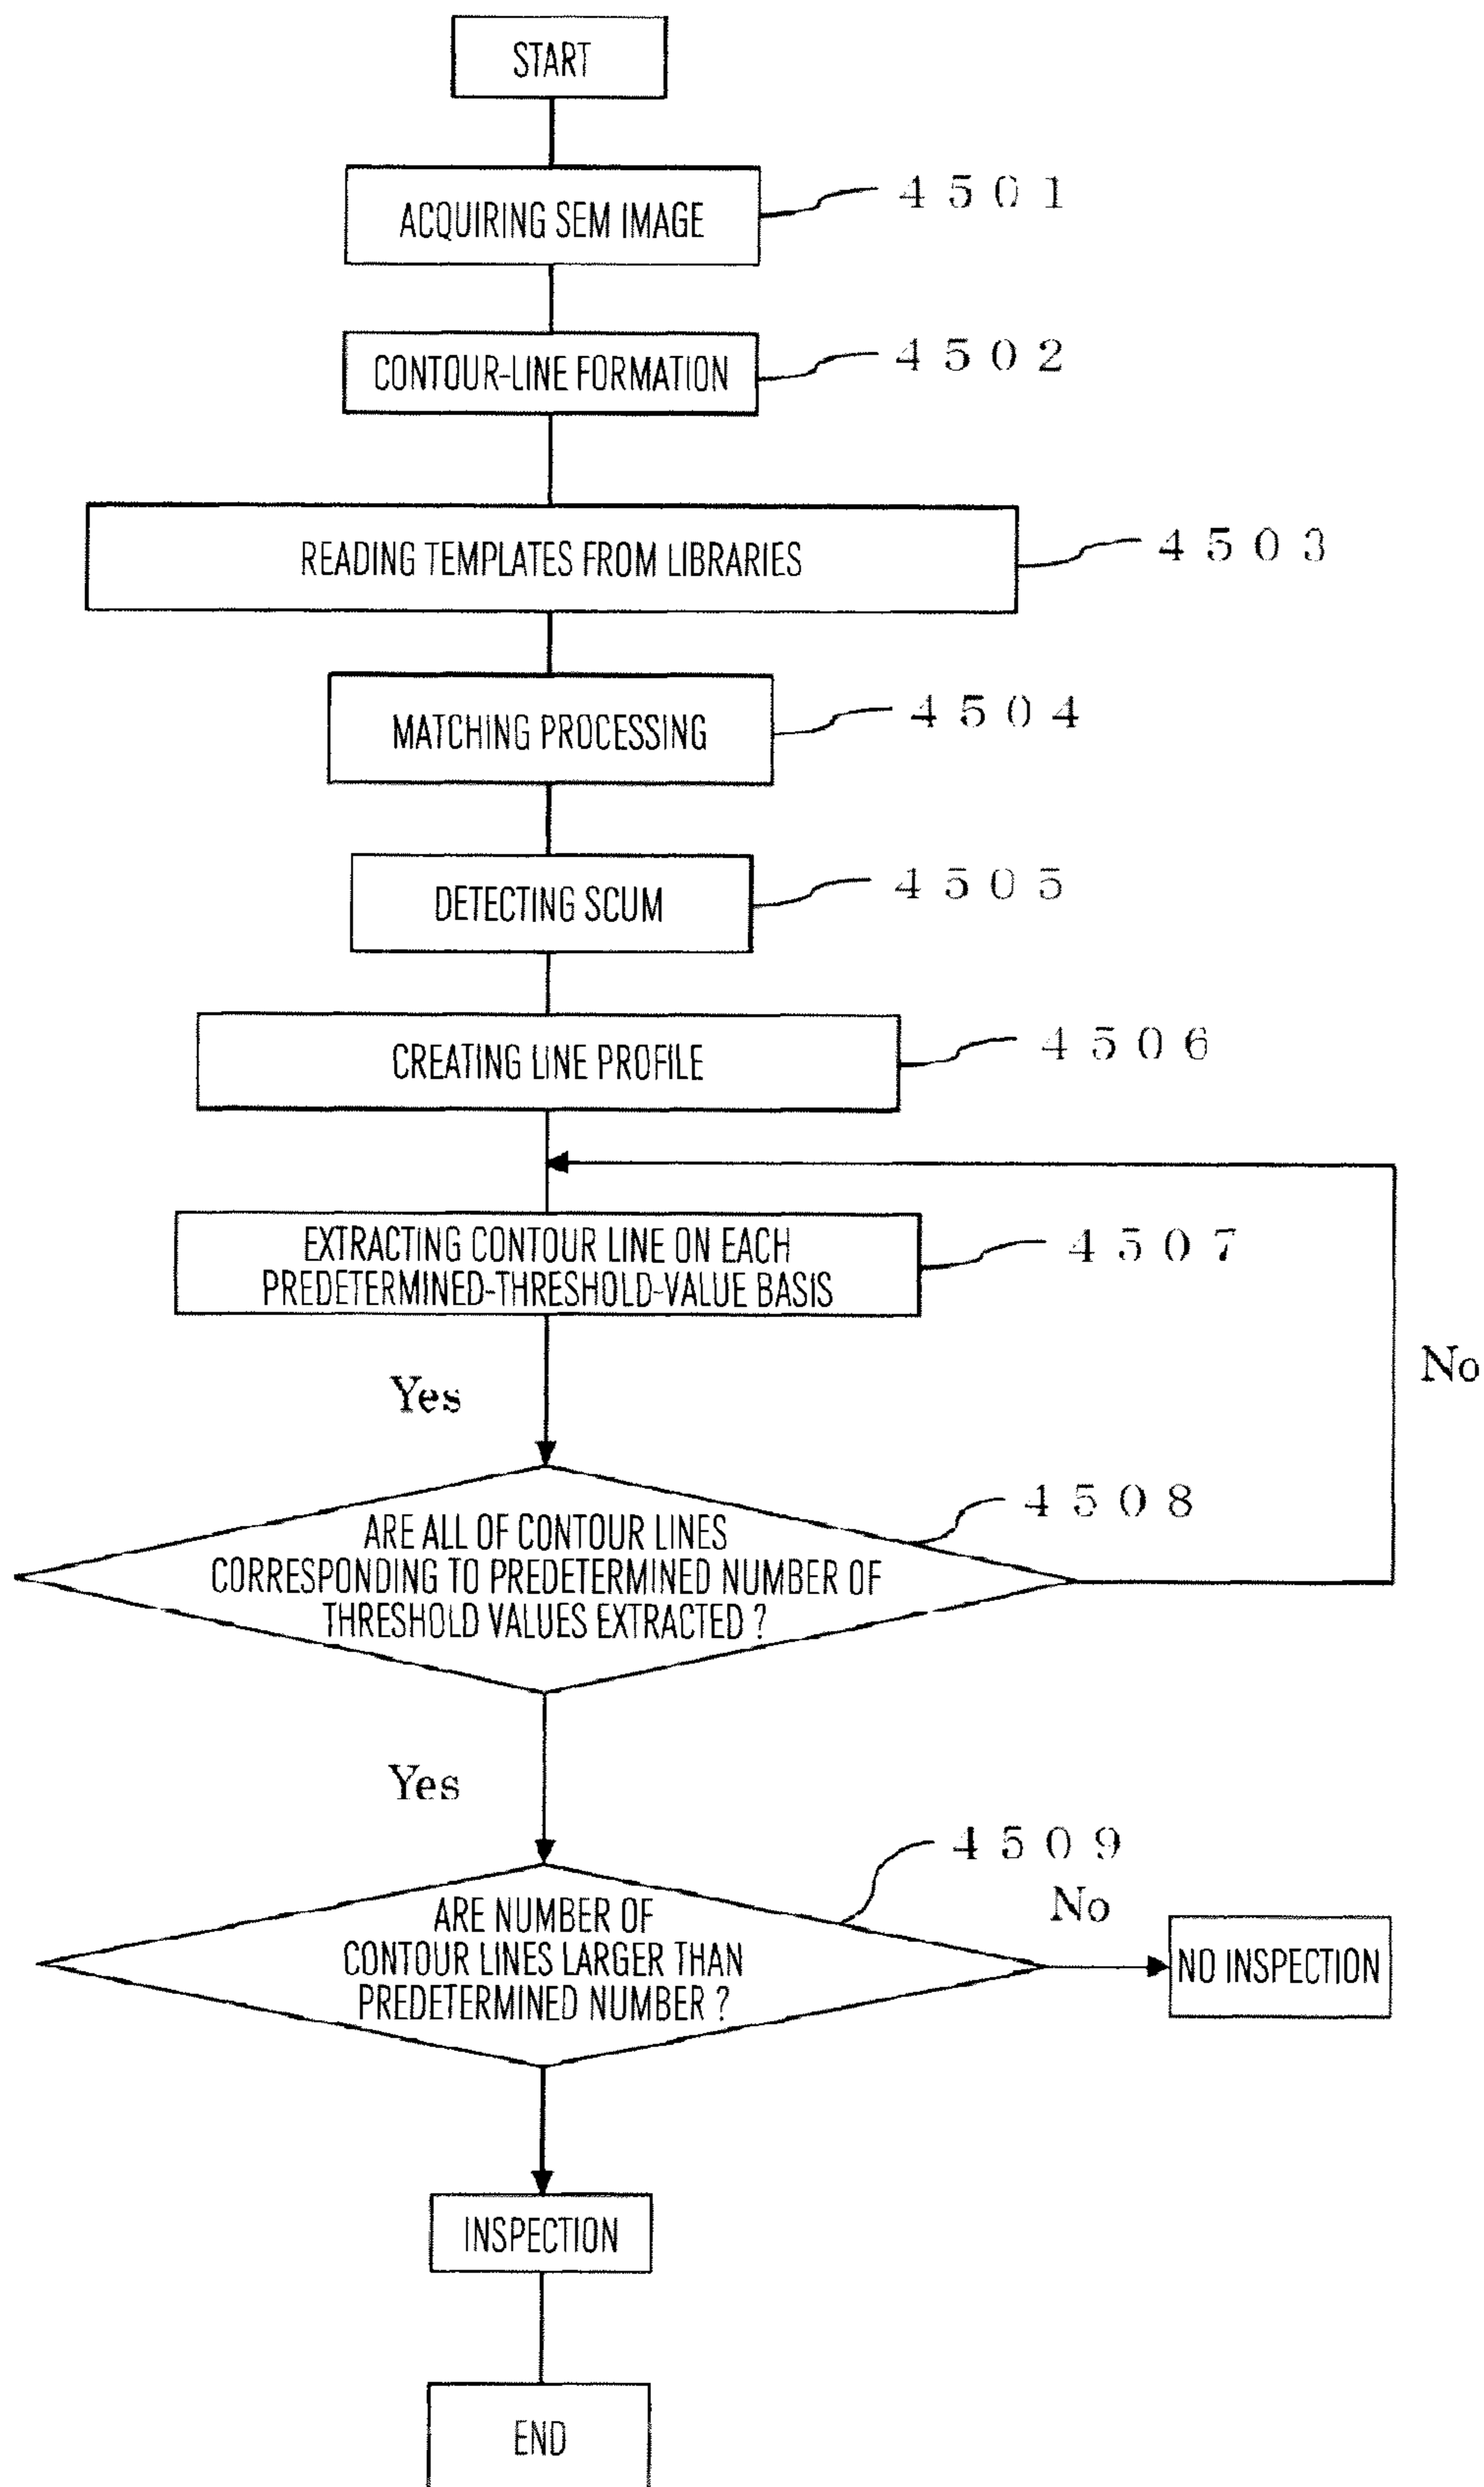 START
ACQUIRING SEM IMAGE
4501
CONTOUR-LINE FORMATION
4502
READING TEMPLATES FROM LIBRARIES
4503
MATCHING PROCESSING
4504
DETECTING SCUM
4505
CREATING LINE PROFILE
4506
EXTRACTING CONTOUR LINE ON EACH
PREDETERMINED-THRESHOLD-VALUE BASIS
4507
No
Yes
4508
ARE ALL OF CONTOUR LINES
CORRESPONDING TO PREDETERMINED NUMBER OF
THRESHOLD VALUES EXTRACTED ?
Yes
4509
No
ARE NUMBER OF
CONTOUR LINES LARGER THAN
PREDETERMINED NUMBER ?
NO INSPECTION
INSPECTION
END